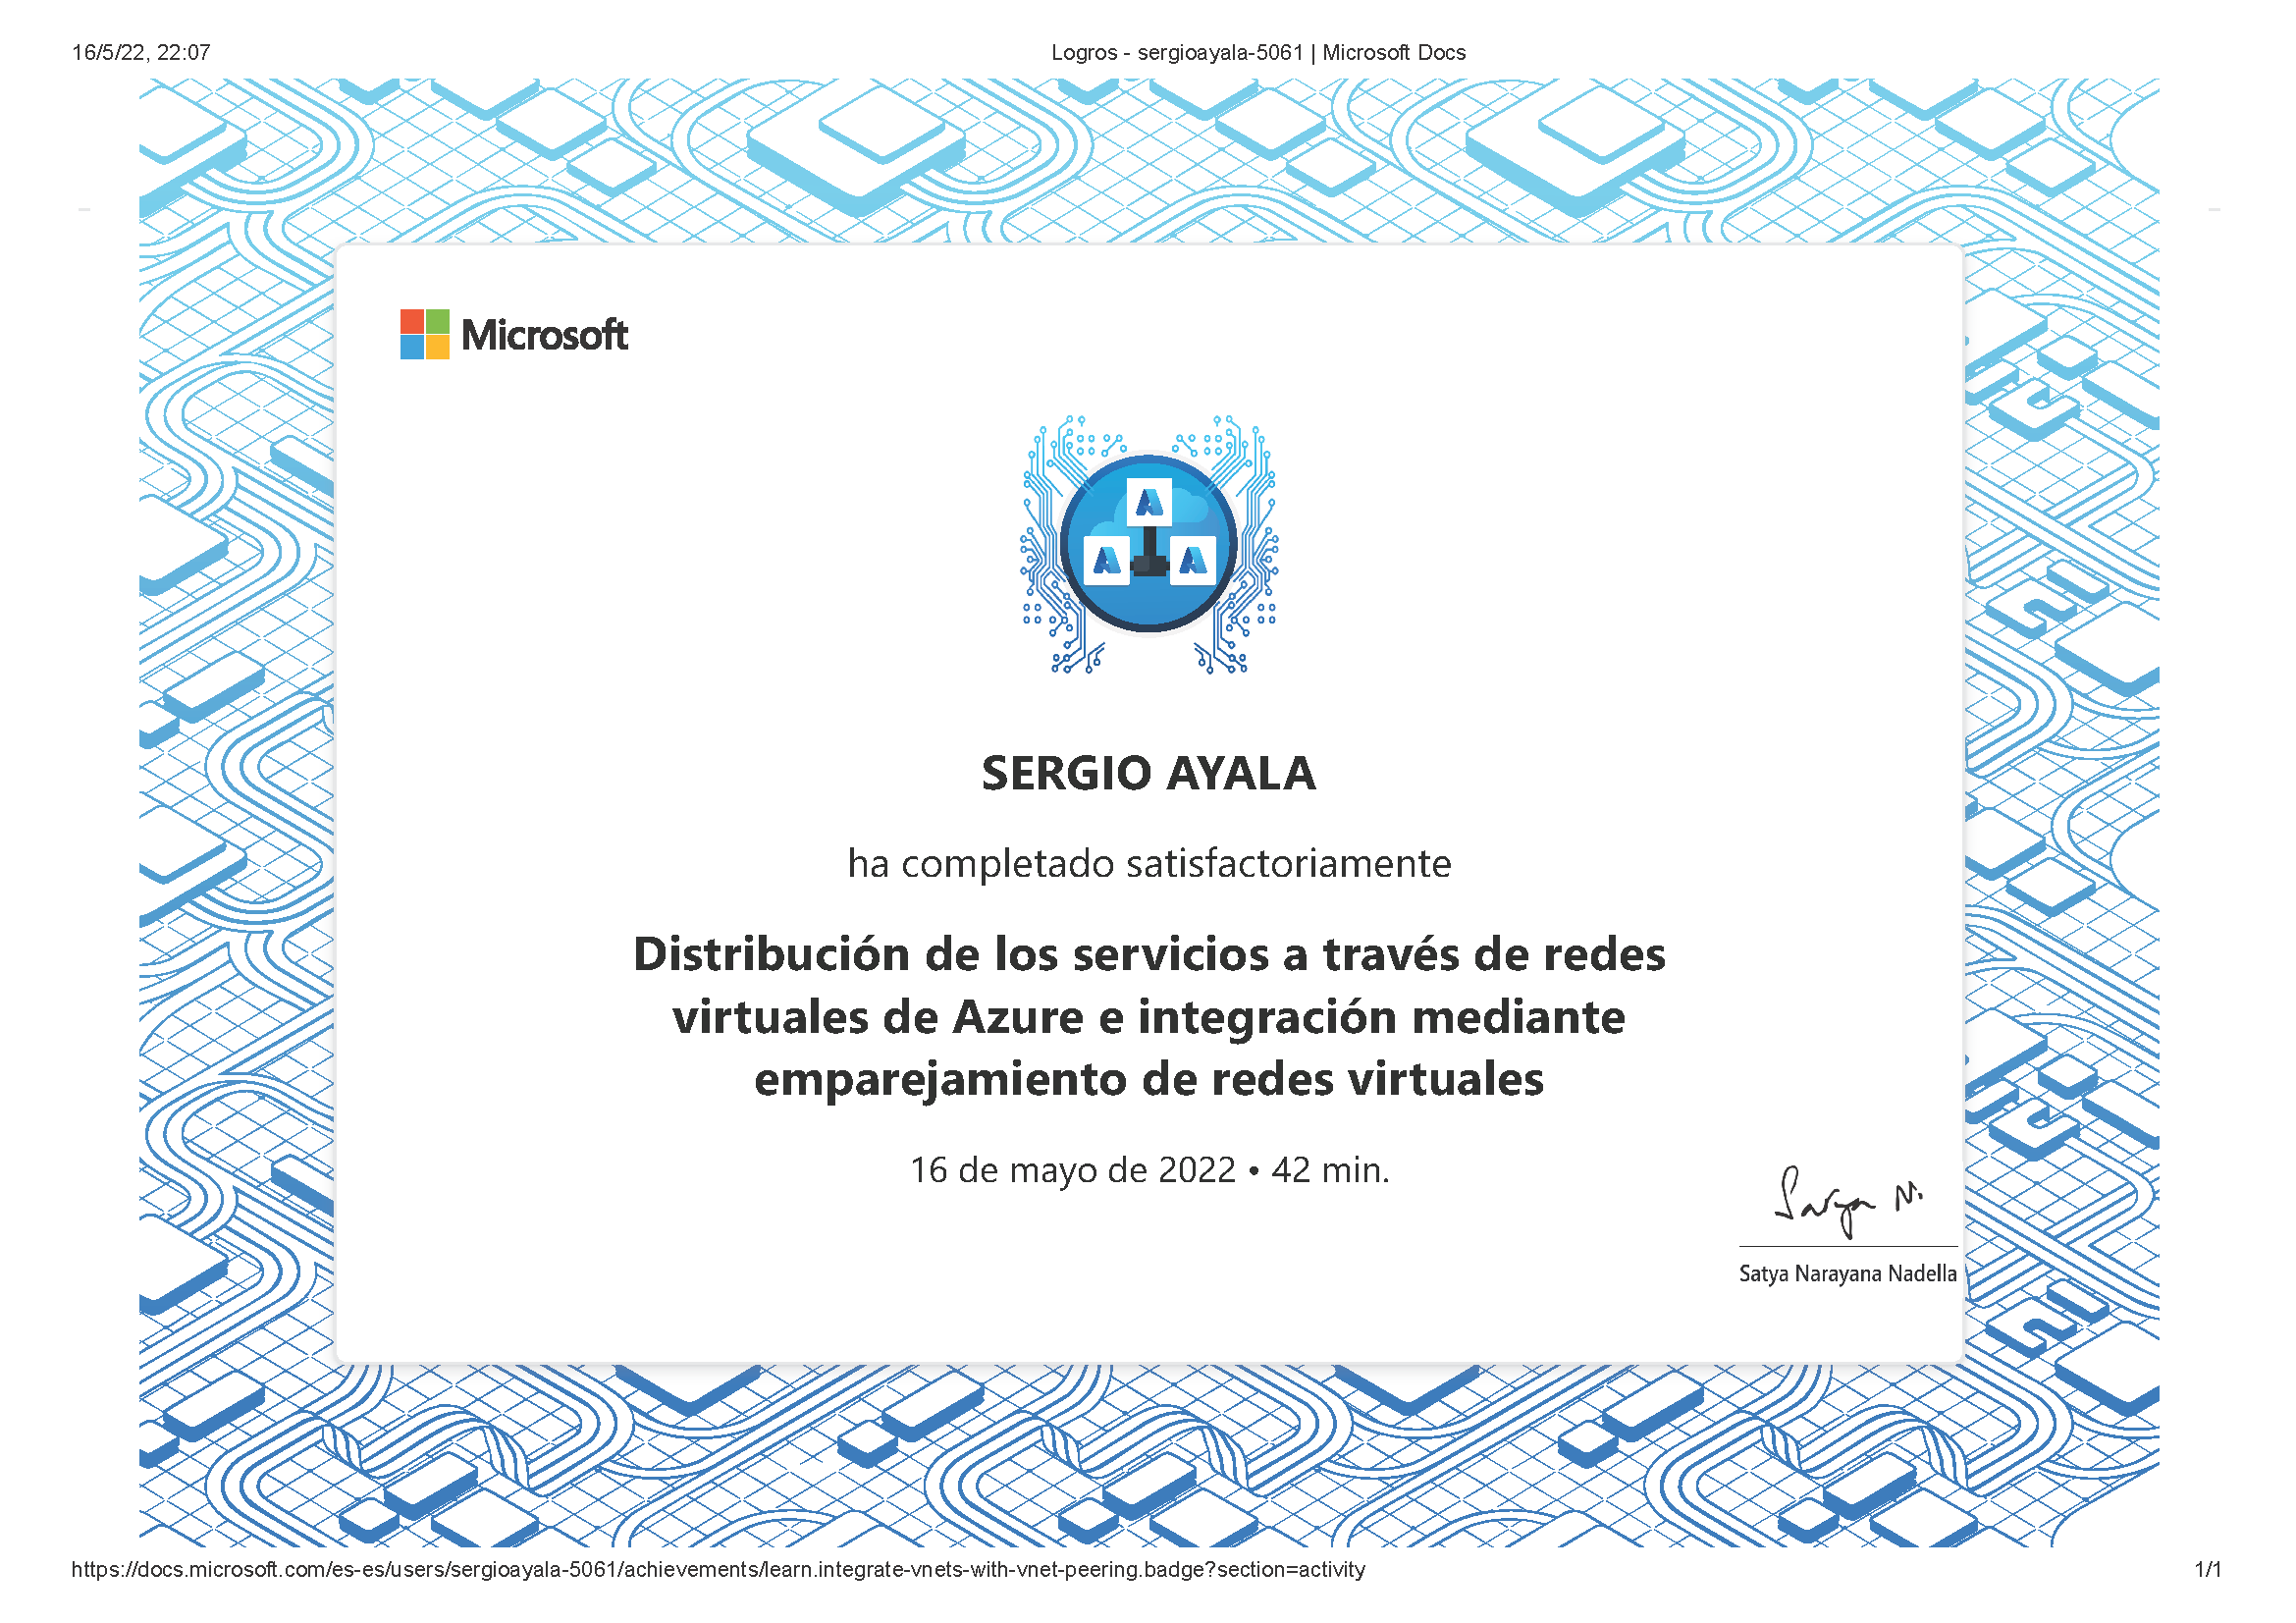 16/5/22, 22:07
Logros - sergioayala-5061 | Microsoft Docs
Microsoft
SERGIO AYALA
ha completado satisfactoriamente
Distribución de los servicios a través de redes
virtuales de Azure e integración mediante
emparejamiento de redes virtuales
16 de mayo de 2022 • 42 min.
Satya N.
Satya Narayana Nadella
https://docs.microsoft.com/es-es/users/sergioayala-5061/achievements/learn.integrate-vnets-with-vnet-peering.badge?section=activity
1/1